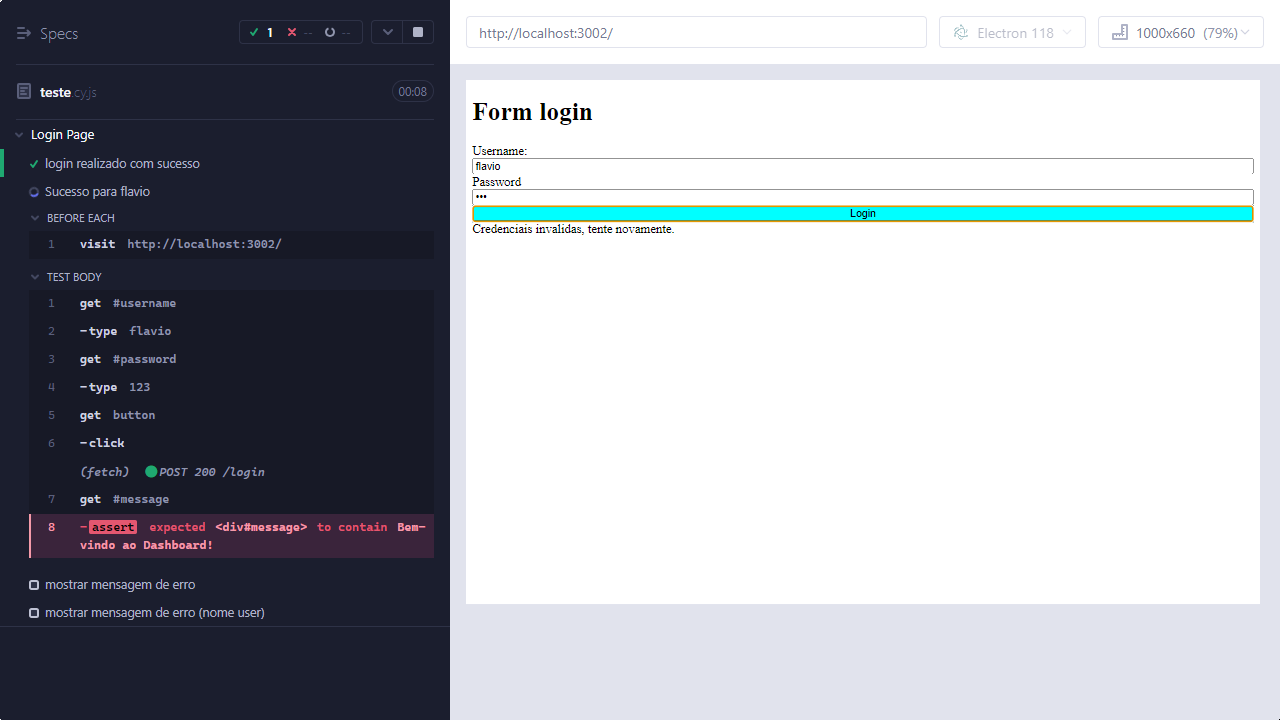 Specs
1 -- --
teste.cy.js
00:08
Login Page
login realizado com sucesso
Sucesso para flavio
BEFORE EACH
1 visit http://localhost:3002/
TEST BODY
1 get #username
2 -type flavio
3 get #password
4 -type 123
5 get button
6 -click
(fetch) POST 200 /login
7 get #message
8 -assert expected <div#message> to contain Bem-
vindo ao Dashboard!
mostrar mensagem de erro
mostrar mensagem de erro (nome user)
http://localhost:3002/
Electron 118
1000x660 (79%)
Form login
Username:
flavio
Password
•••
Login
Credenciais invalidas, tente novamente.